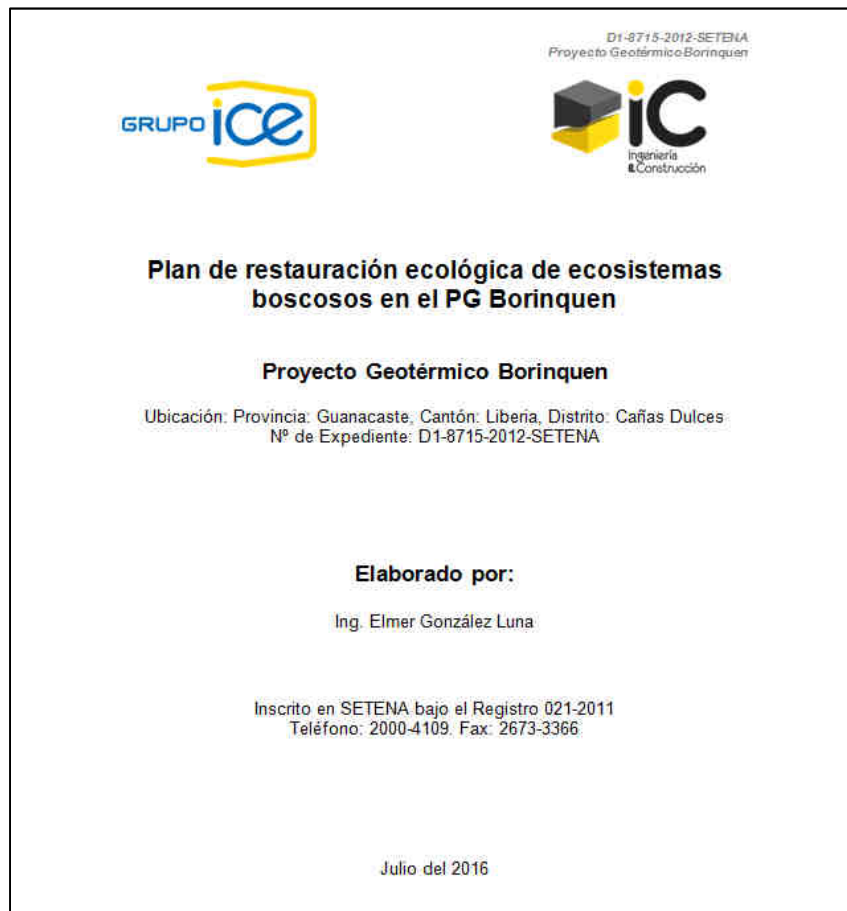 D1-8715-2012-SETENA
Proyecto Geotérmico Borinquen
GRUPO ice
iC
Ingeniería
&Construcción
Plan de restauración ecológica de ecosistemas
boscosos en el PG Borinquen
Proyecto Geotérmico Borinquen
Ubicación: Provincia: Guanacaste, Cantón: Liberia, Distrito: Cañas Dulces
Nº de Expediente: D1-8715-2012-SETENA
Elaborado por:
Ing. Elmer González Luna
Inscrito en SETENA bajo el Registro 021-2011
Teléfono: 2000-4109. Fax: 2673-3366
Julio del 2016